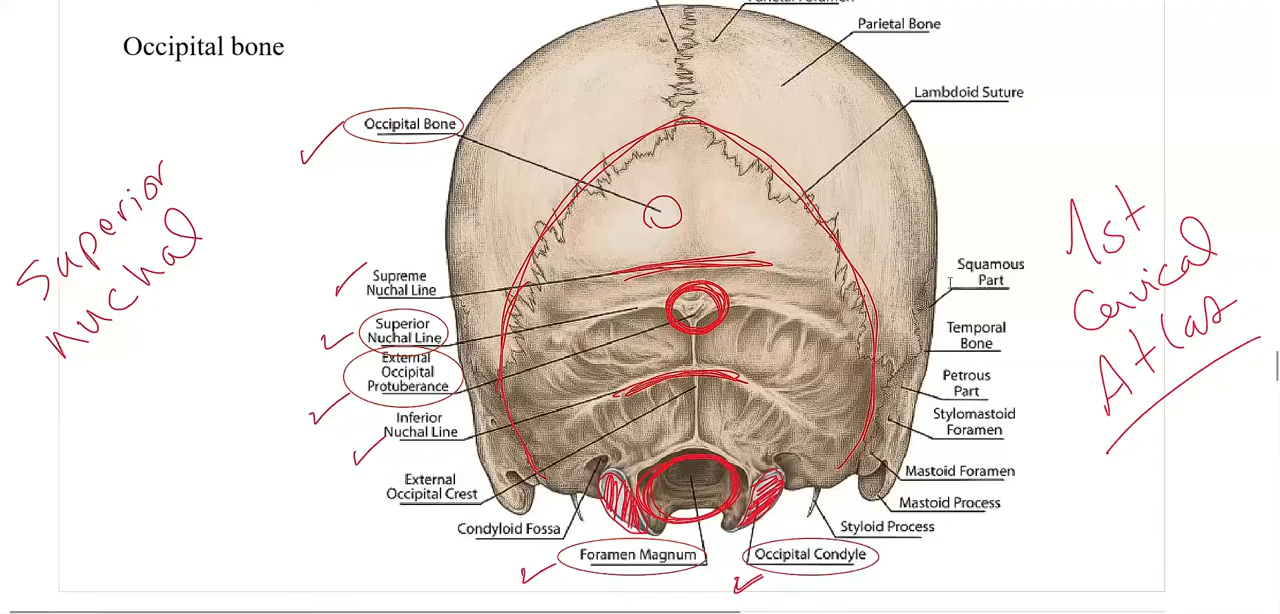 Parietal Foramen
Occipital bone
Parietal Bone
Lambdoid Suture
Occipital Bone
Superior
nuchal
1st
Cervical
Atlas
Supreme
Nuchal Line
Superior
Nuchal Line
External
Occipital
Protuberance
Inferior
Nuchal Line
External
Occipital Crest
Condyloid Fossa
Foramen Magnum
Occipital Condyle
Squamous
Part
Temporal
Bone
Petrous
Part
Stylomastoid
Foramen
Mastoid Foramen
Mastoid Process
Styloid Process